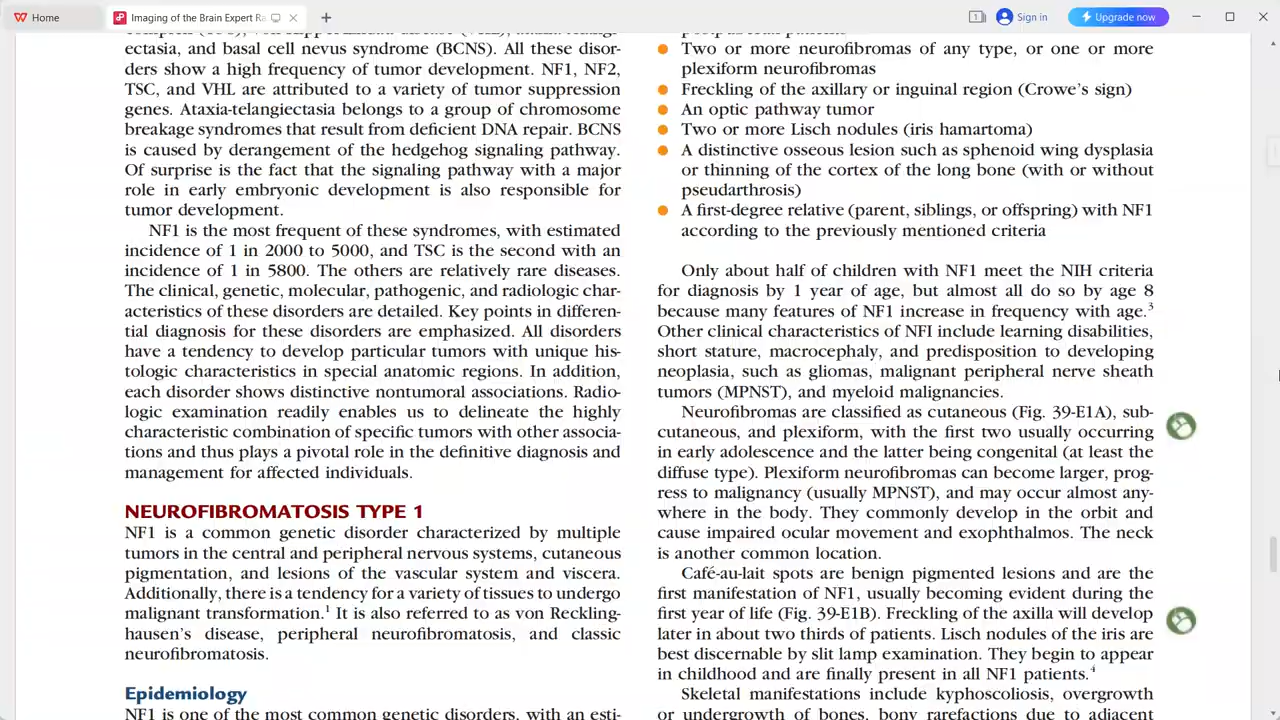 Home
Imaging of the Brain Expert Ra
Sign in
Upgrade now
ectasia, and basal cell nevus syndrome (BCNS). All these disor-
ders show a high frequency of tumor development. NF1, NF2,
TSC, and VHL are attributed to a variety of tumor suppression
genes. Ataxia-telangiectasia belongs to a group of chromosome
breakage syndromes that result from deficient DNA repair. BCNS
is caused by derangement of the hedgehog signaling pathway.
Of surprise is the fact that the signaling pathway with a major
role in early embryonic development is also responsible for
tumor development.
NF1 is the most frequent of these syndromes, with estimated
incidence of 1 in 2000 to 5000, and TSC is the second with an
incidence of 1 in 5800. The others are relatively rare diseases.
The clinical, genetic, molecular, pathogenic, and radiologic char-
acteristics of these disorders are detailed. Key points in differen-
tial diagnosis for these disorders are emphasized. All disorders
have a tendency to develop particular tumors with unique his-
tologic characteristics in special anatomic regions. In addition,
each disorder shows distinctive nontumoral associations. Radio-
logic examination readily enables us to delineate the highly
characteristic combination of specific tumors with other associa-
tions and thus plays a pivotal role in the definitive diagnosis and
management for affected individuals.
NEUROFIBROMATOSIS TYPE 1
NF1 is a common genetic disorder characterized by multiple
tumors in the central and peripheral nervous systems, cutaneous
pigmentation, and lesions of the vascular system and viscera.
Additionally, there is a tendency for a variety of tissues to undergo
malignant transformation.1 It is also referred to as von Reckling-
hausen's disease, peripheral neurofibromatosis, and classic
neurofibromatosis.
Epidemiology
NF1 is one of the most common genetic disorders, with an esti-
Two or more neurofibromas of any type, or one or more
plexiform neurofibromas
Freckling of the axillary or inguinal region (Crowe's sign)
An optic pathway tumor
Two or more Lisch nodules (iris hamartoma)
A distinctive osseous lesion such as sphenoid wing dysplasia
or thinning of the cortex of the long bone (with or without
pseudarthrosis)
A first-degree relative (parent, siblings, or offspring) with NF1
according to the previously mentioned criteria
Only about half of children with NF1 meet the NIH criteria
for diagnosis by 1 year of age, but almost all do so by age 8
because many features of NF1 increase in frequency with age.3
Other clinical characteristics of NFI include learning disabilities,
short stature, macrocephaly, and predisposition to developing
neoplasia, such as gliomas, malignant peripheral nerve sheath
tumors (MPNST), and myeloid malignancies.
Neurofibromas are classified as cutaneous (Fig. 39-E1A), sub-
cutaneous, and plexiform, with the first two usually occurring
in early adolescence and the latter being congenital (at least the
diffuse type). Plexiform neurofibromas can become larger, prog-
ress to malignancy (usually MPNST), and may occur almost any-
where in the body. They commonly develop in the orbit and
cause impaired ocular movement and exophthalmos. The neck
is another common location.
Café-au-lait spots are benign pigmented lesions and are the
first manifestation of NF1, usually becoming evident during the
first year of life (Fig. 39-E1B). Freckling of the axilla will develop
later in about two thirds of patients. Lisch nodules of the iris are
best discernable by slit lamp examination. They begin to appear
in childhood and are finally present in all NF1 patients.4
Skeletal manifestations include kyphoscoliosis, overgrowth
or undergrowth of bones, bony rarefactions due to adjacent